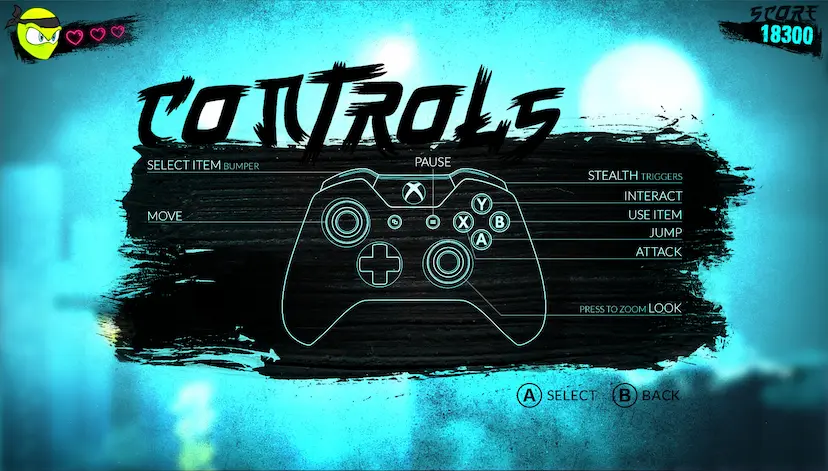 SCORE
18300
CONTROLS
SELECT ITEM BUMPER
PAUSE
STEALTH TRIGGERS
INTERACT
MOVE
USE ITEM
JUMP
ATTACK
Y
X B
A
PRESS TO ZOOM LOOK
A SELECT B BACK